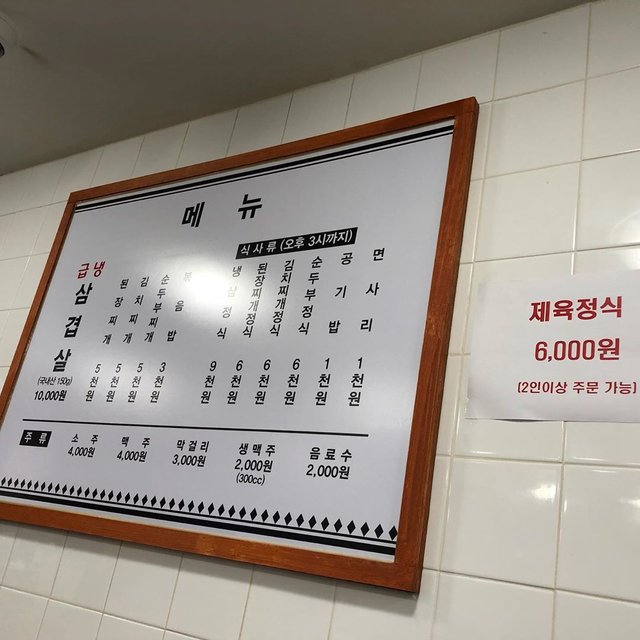 메 뉴
급냉
삼겹살
(국내산 150g)
10,000원
된장찌개
5천원
김치찌개
5천원
순두부찌개
5천원
볶음밥
3천원
식사류 (오후 3시까지)
냉삼정식
9천원
된장찌개정식
6천원
김치찌개정식
6천원
순두부정식
6천원
공기밥
1천원
면사리
1천원
주류
소주
4,000원
맥주
4,000원
막걸리
3,000원
생맥주
2,000원
(300cc)
음료수
2,000원
제육정식
6,000원
(2인이상 주문 가능)